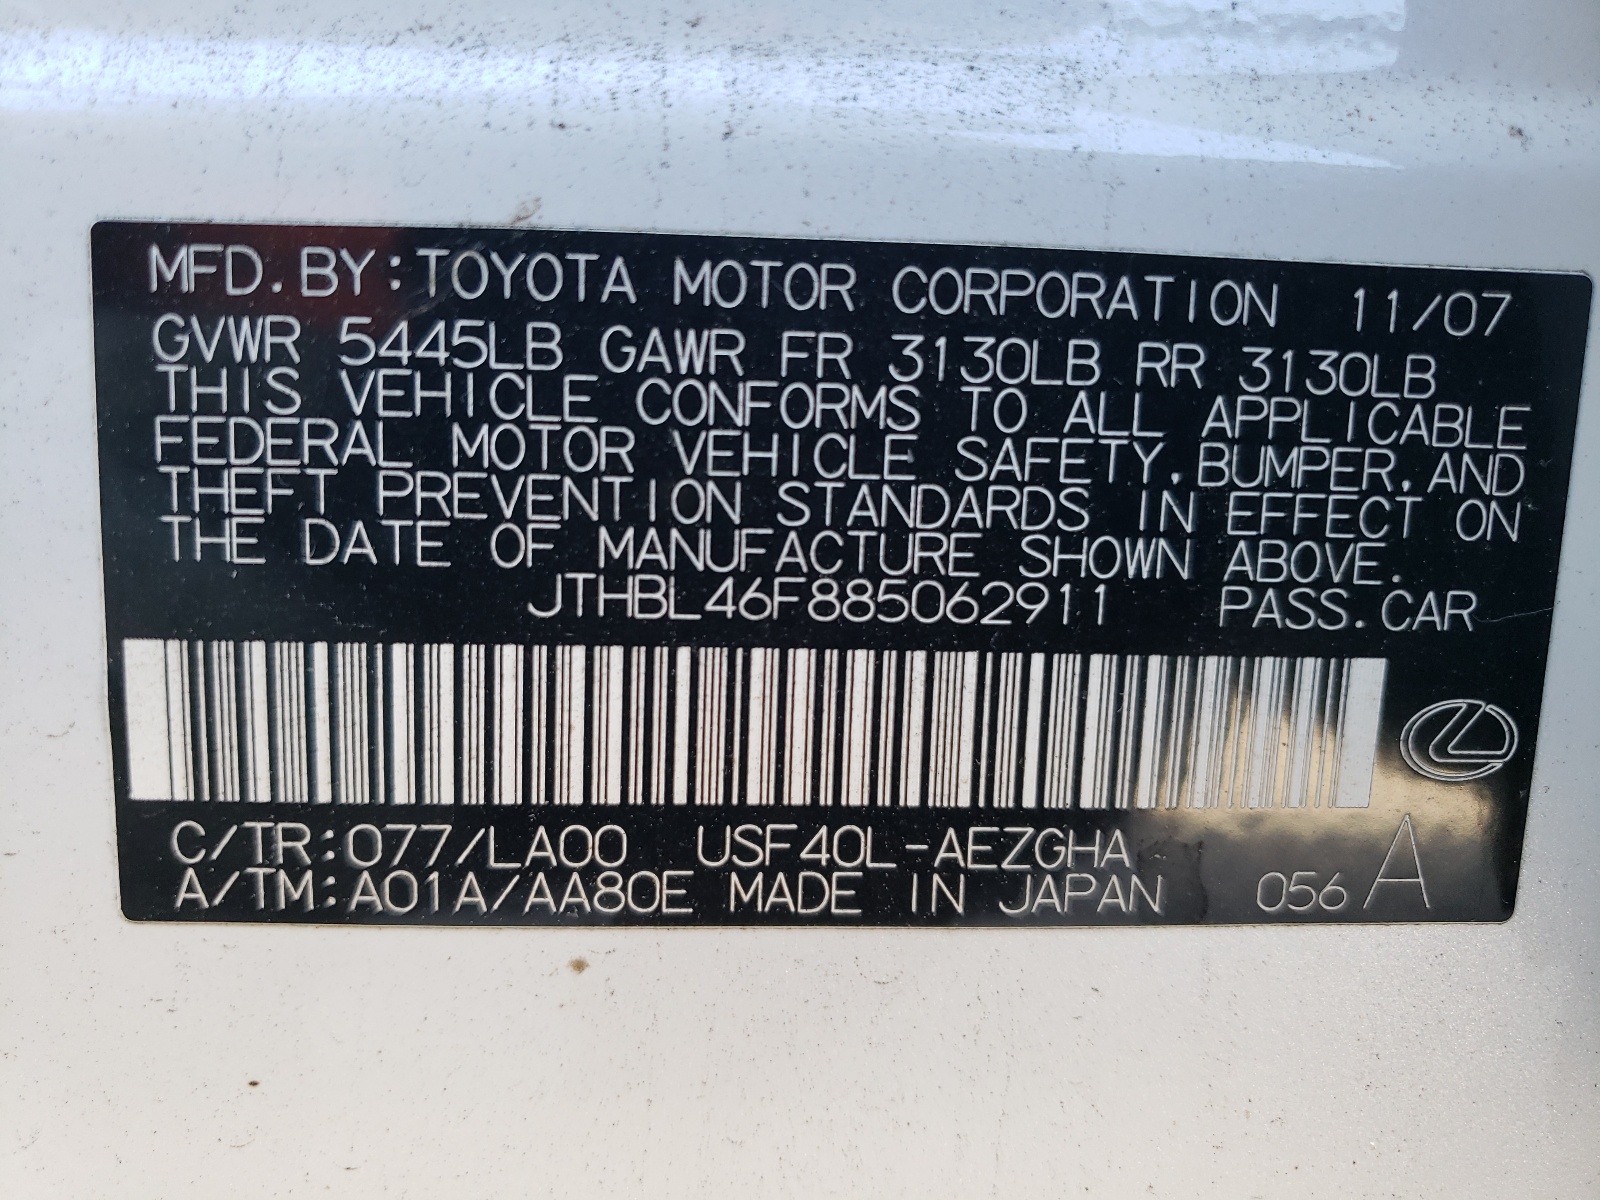 MFD.BY:TOYOTA MOTOR CORPORATION 11/07
GVWR 5445LB GAWR FR 3130LB RR 3130LB
THIS VEHICLE CONFORMS TO ALL APPLICABLE
FEDERAL MOTOR VEHICLE SAFETY,BUMPER,AND
THEFT PREVENTION STANDARDS IN EFFECT ON
THE DATE OF MANUFACTURE SHOWN ABOVE.
JTHBL46F885062911 PASS.CAR
C/TR:077/LA00 USF40L-AEZGHA
A/TM:A01A/AA80E MADE IN JAPAN 056 A